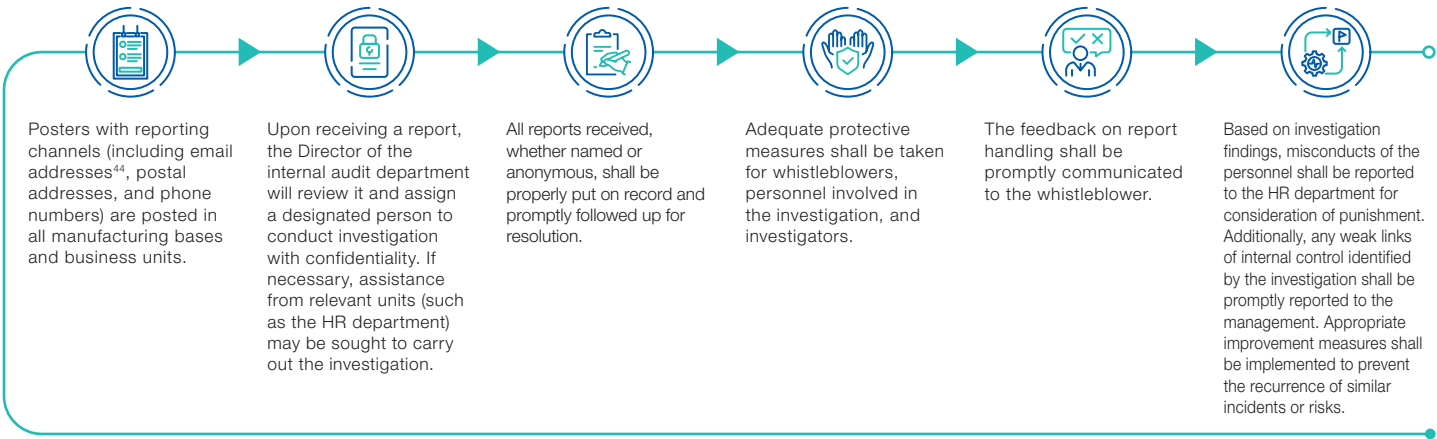 Posters with reporting
channels (including email
addresses⁴⁴, postal
addresses, and phone
numbers) are posted in
all manufacturing bases
and business units.
Upon receiving a report,
the Director of the
internal audit department
will review it and assign
a designated person to
conduct investigation
with confidentiality. If
necessary, assistance
from relevant units (such
as the HR department)
may be sought to carry
out the investigation.
All reports received,
whether named or
anonymous, shall be
properly put on record and
promptly followed up for
resolution.
Adequate protective
measures shall be taken
for whistleblowers,
personnel involved in
the investigation, and
investigators.
The feedback on report
handling shall be
promptly communicated
to the whistleblower.
Based on investigation
findings, misconducts of the
personnel shall be reported
to the HR department for
consideration of punishment.
Additionally, any weak links
of internal control identified
by the investigation shall be
promptly reported to the
management. Appropriate
improvement measures shall
be implemented to prevent
the recurrence of similar
incidents or risks.